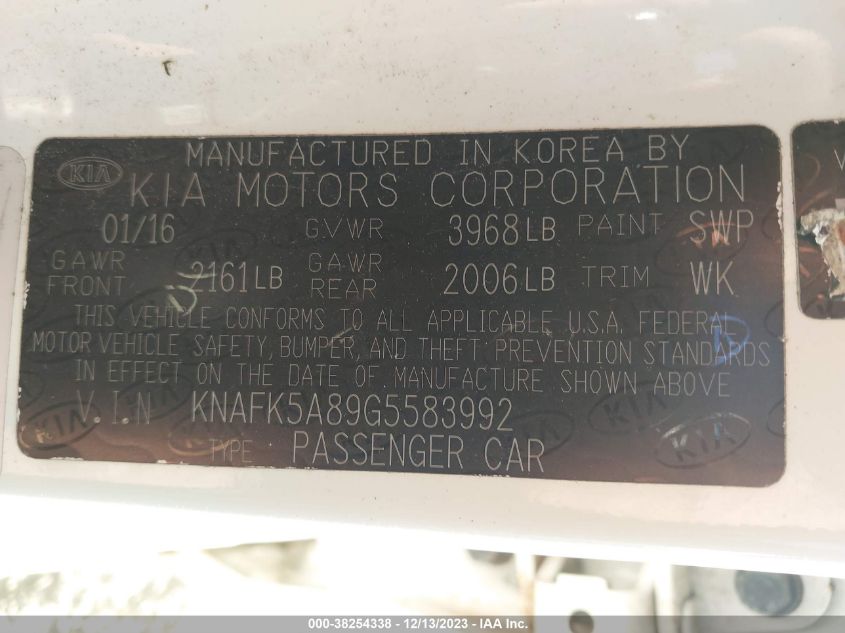 MANUFACTURED IN KOREA BY
KIA KIA MOTORS CORPORATION
01/16 GVWR 3968LB PAINT SWP
GAWR FRONT 2161LB GAWR REAR 2006LB TRIM WK
THIS VEHICLE CONFORMS TO ALL APPLICABLE U.S.A. FEDERAL
MOTOR VEHICLE SAFETY, BUMPER, AND THEFT PREVENTION STANDARDS
IN EFFECT ON THE DATE OF MANUFACTURE SHOWN ABOVE
V.I.N KNAFK5A89G5583992
TYPE PASSENGER CAR
000-38254338 - 12/13/2023 - IAA Inc.